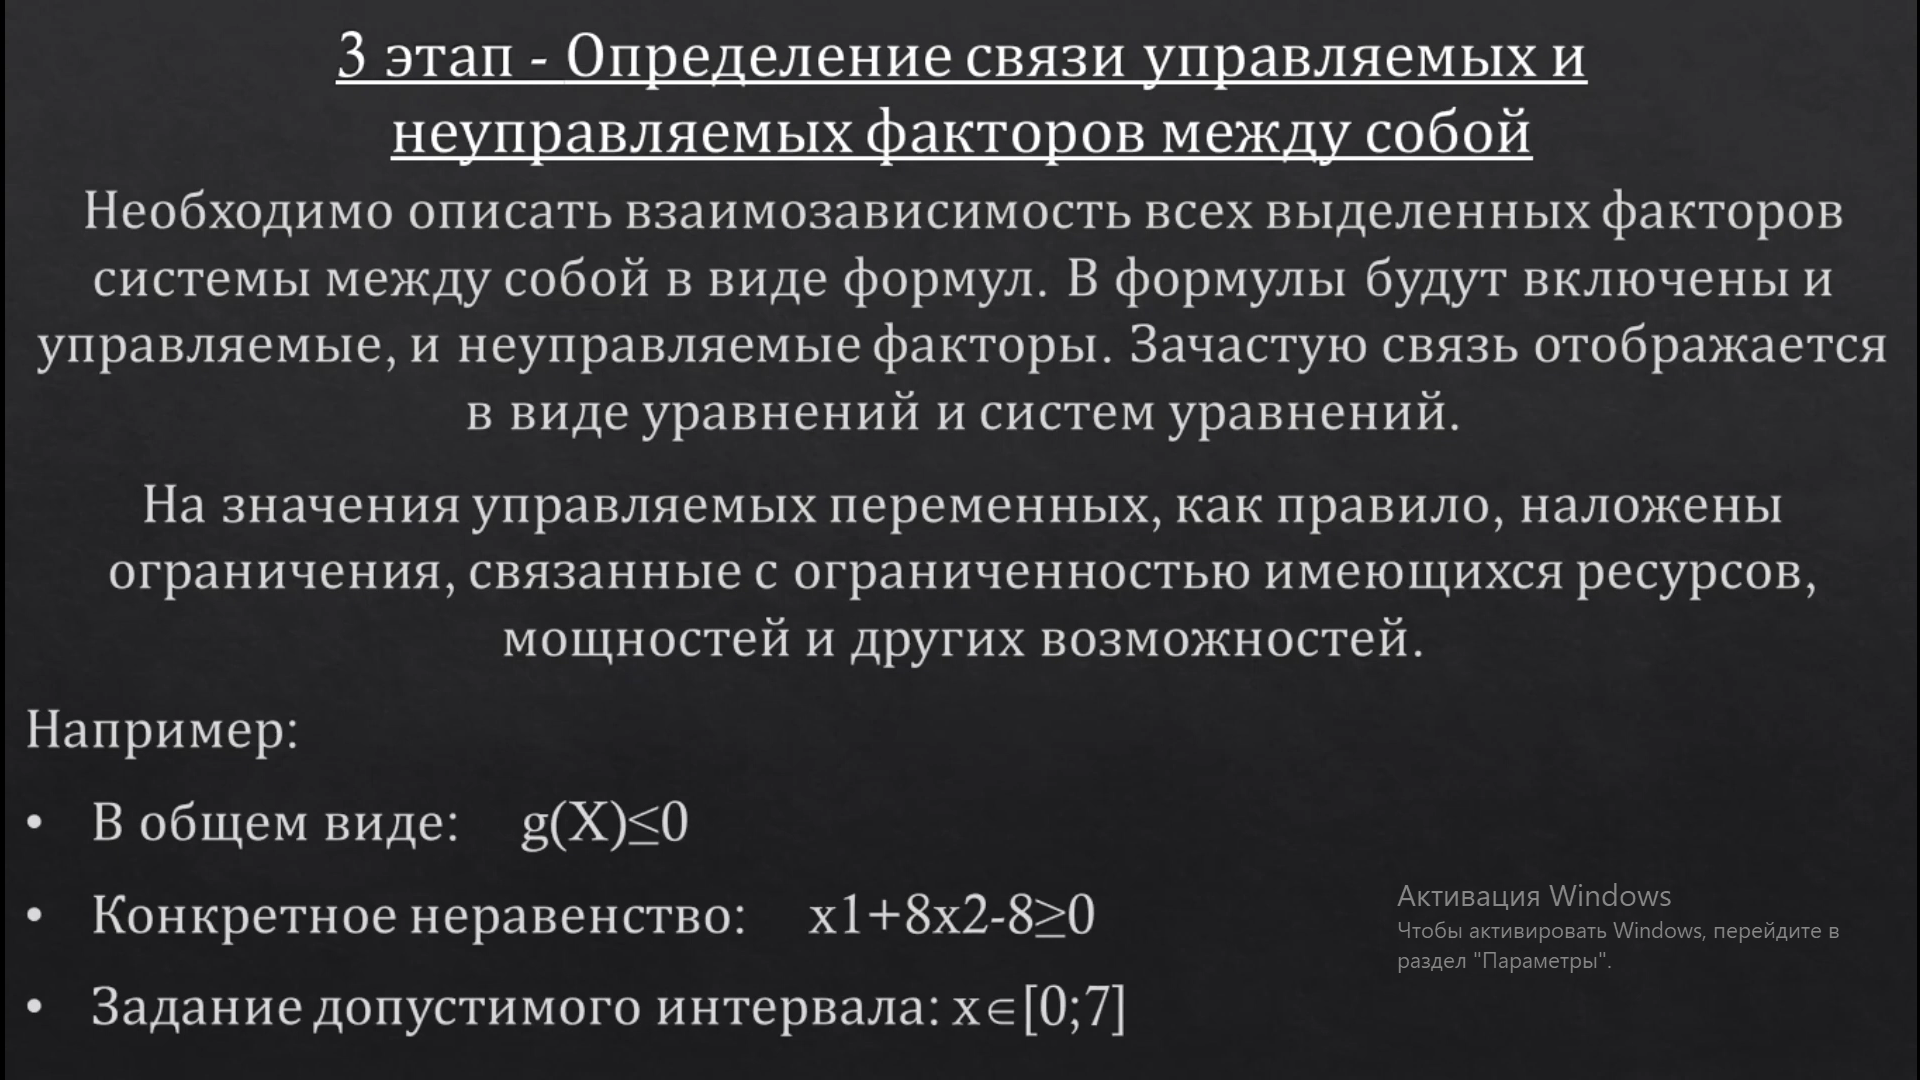 3 этап - Определение связи управляемых и
неуправляемых факторов между собой
Необходимо описать взаимозависимость всех выделенных факторов
системы между собой в виде формул. В формулы будут включены и
управляемые, и неуправляемые факторы. Зачастую связь отображается
в виде уравнений и систем уравнений.
На значения управляемых переменных, как правило, наложены
ограничения, связанные с ограниченностью имеющихся ресурсов,
мощностей и других возможностей.
Например:
• В общем виде: g(X)≤0
• Конкретное неравенство: x1+8x2-8≥0
• Задание допустимого интервала: x∈[0;7]
Активация Windows
Чтобы активировать Windows, перейдите в
раздел "Параметры".